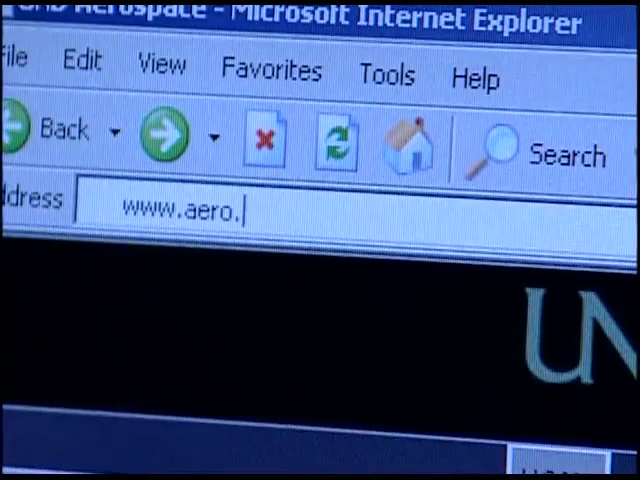 Aerospace - Microsoft Internet Explorer
File Edit View Favorites Tools Help
Back Search
ddress www.aero.
UN